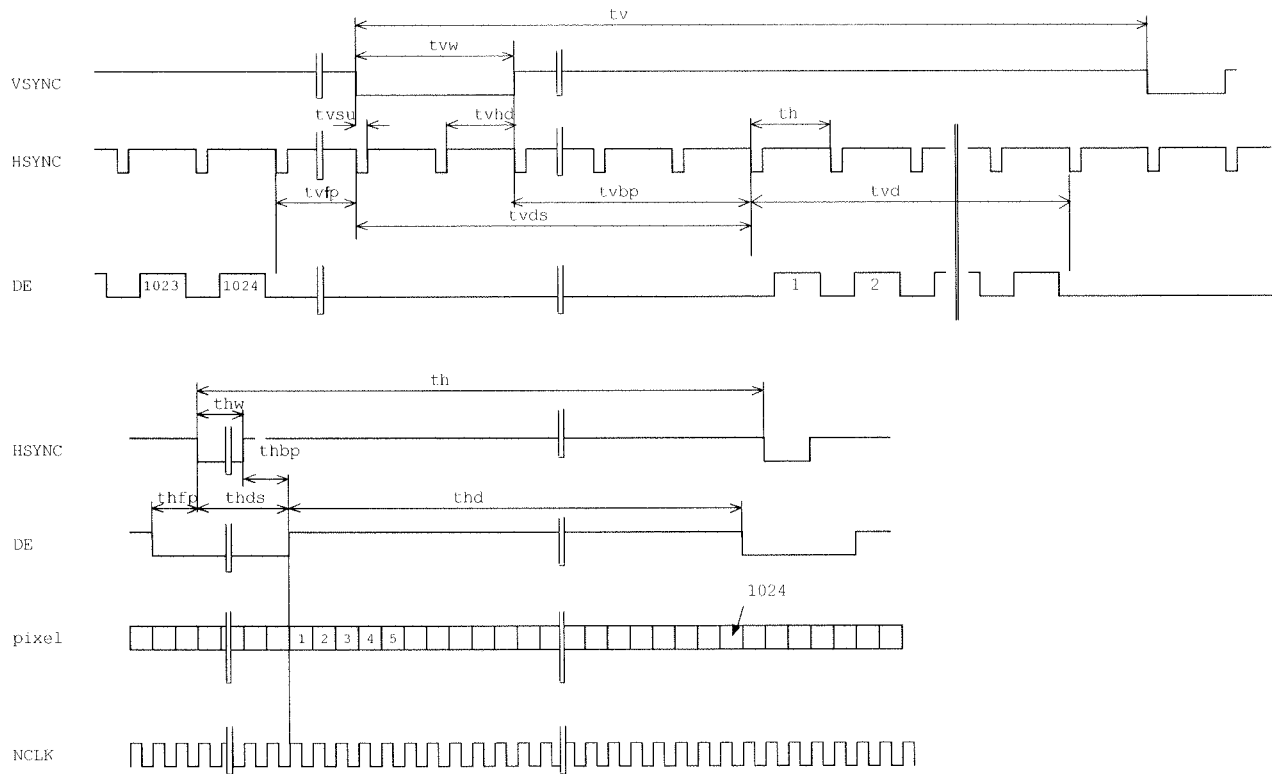 tv
tvw
VSYNC
tvsu
tvhd
th
HSYNC
tvfp
tvbp
tvd
tvds
DE
1023
1024
1
2
th
thw
HSYNC
thbp
thfp
thds
thd
DE
1024
pixel
1 2 3 4 5
NCLK